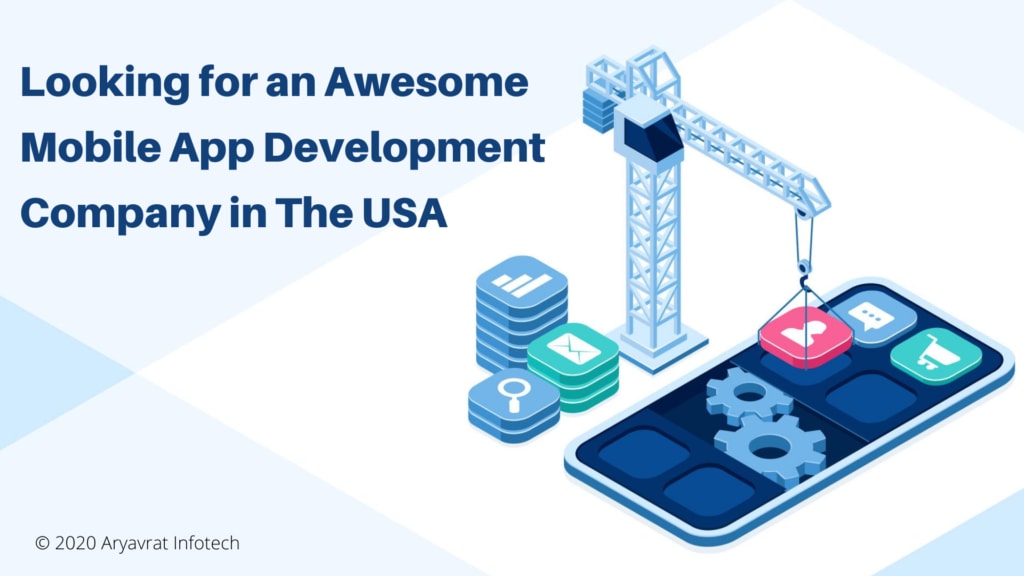 Looking for an Awesome
Mobile App Development
Company in The USA
© 2020 Aryavrat Infotech